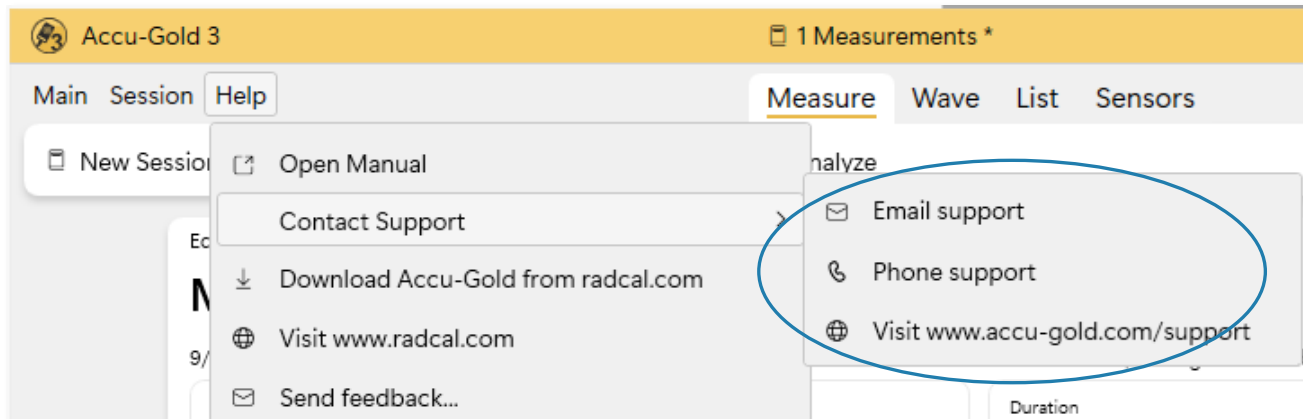 Accu-Gold 3
1 Measurements *
Main Session Help
Measure Wave List Sensors
New Session
Open Manual
nalyze
Contact Support
Email support
Download Accu-Gold from radcal.com
Phone support
Visit www.radcal.com
Visit www.accu-gold.com/support
9/
Send feedback...
Duration